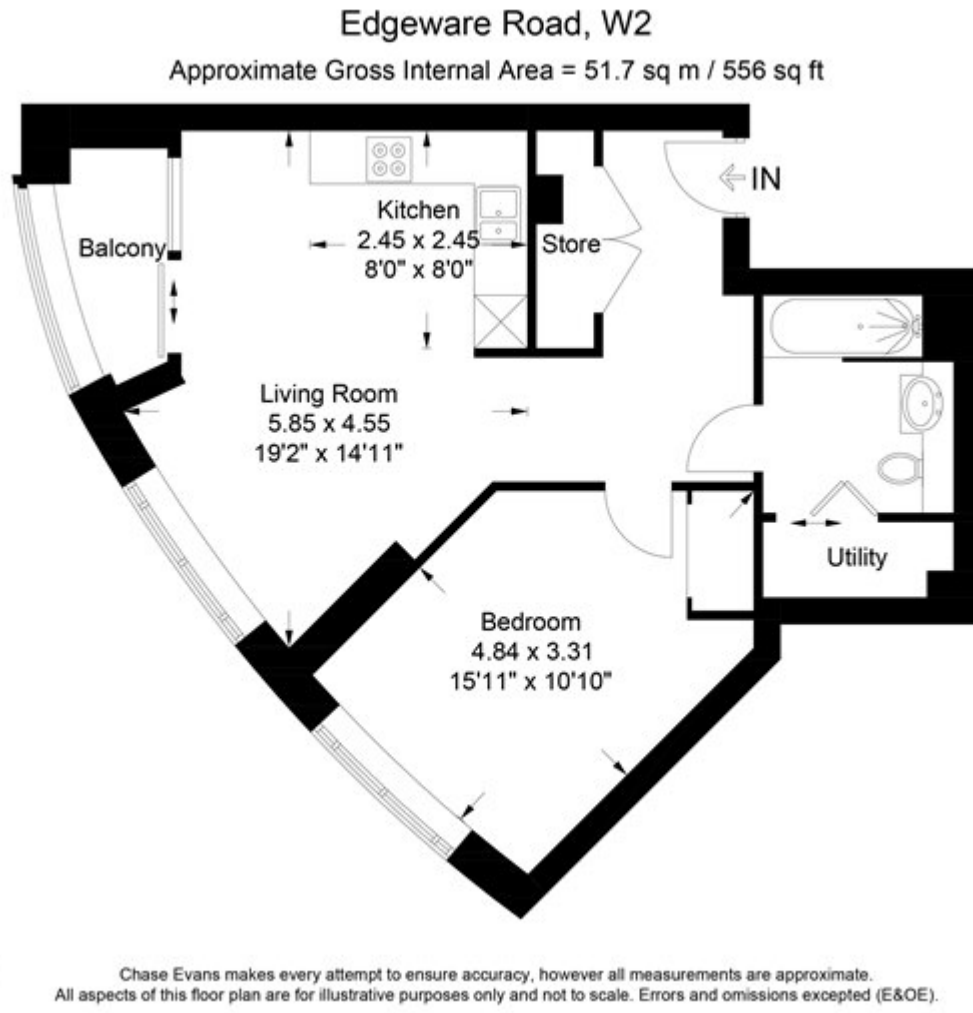 Edgeware Road, W2
Approximate Gross Internal Area = 51.7 sq m / 556 sq ft
IN
Kitchen
2.45 x 2.45
8'0" x 8'0"
Store
Balcony
Living Room
5.85 x 4.55
19'2" x 14'11"
Utility
Bedroom
4.84 x 3.31
15'11" x 10'10"
Chase Evans makes every attempt to ensure accuracy, however all measurements are approximate.
All aspects of this floor plan are for illustrative purposes only and not to scale. Errors and omissions excepted (E&OE).